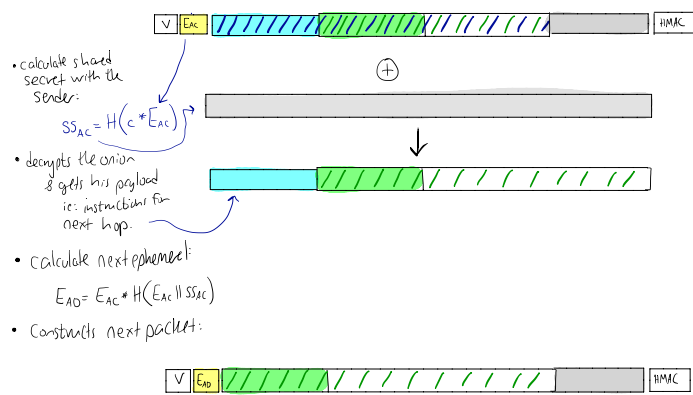 V EAC HMAC
• calculate shared
secret with the
sender:
SSAC = H(c * EAC)
• decrypts the onion
& gets his payload
ie: instructions for
next hop.
• calculate next ephemeral:
EAD = EAC * H(EAC || SSAC)
• Constructs next packet:
V EAD HMAC